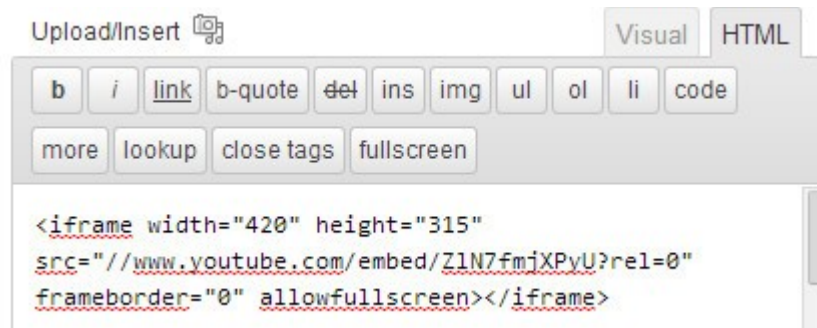 Upload/Insert
Visual HTML
b i link b-quote del ins img ul ol li code
more lookup close tags fullscreen
<iframe width="420" height="315"
src="//www.youtube.com/embed/ZlN7fmjXPyU?rel=0"
frameborder="0" allowfullscreen></iframe>